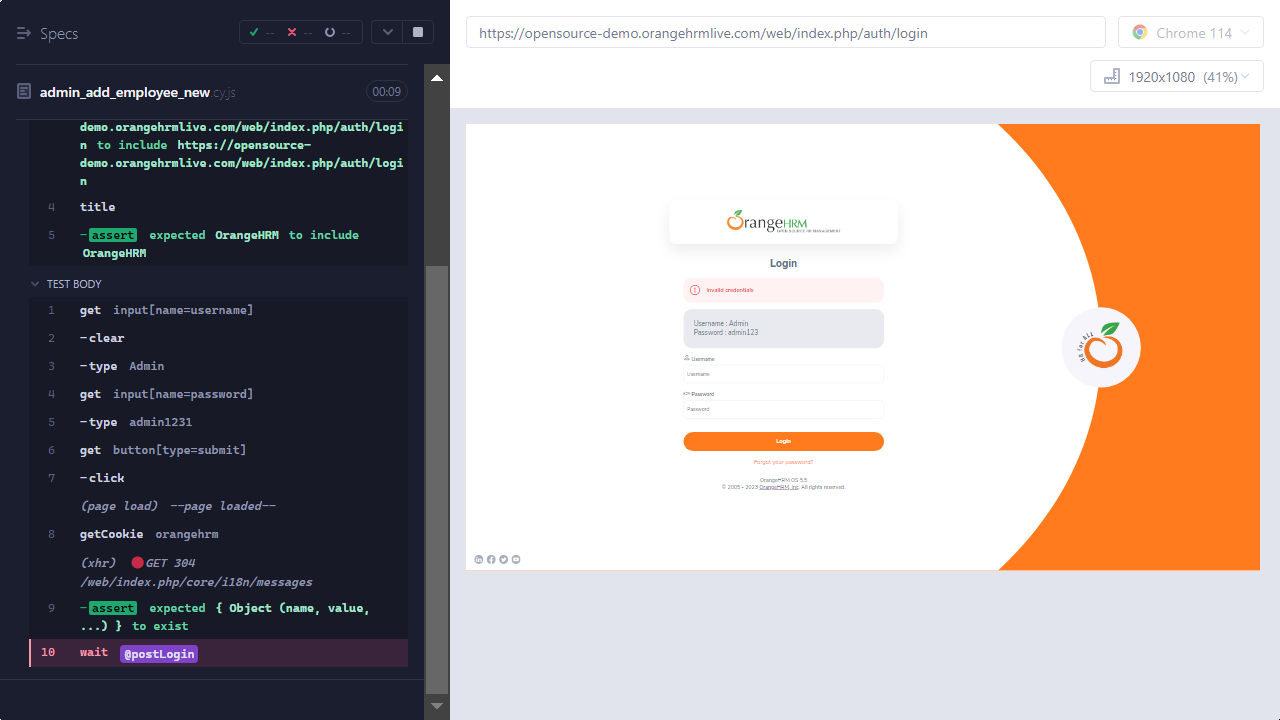 Specs
--
--
--
https://opensource-demo.orangehrmlive.com/web/index.php/auth/login
Chrome 114
1920x1080 (41%)
admin_add_employee_new.cy.js
00:09
demo.orangehrmlive.com/web/index.php/auth/logi
n to include https://opensource-
demo.orangehrmlive.com/web/index.php/auth/logi
n
4 title
5 -assert expected OrangeHRM to include
OrangeHRM
TEST BODY
1 get input[name=username]
2 -clear
3 -type Admin
4 get input[name=password]
5 -type admin1231
6 get button[type=submit]
7 -click
(page load) --page loaded--
8 getCookie orangehrm
(xhr) GET 304
/web/index.php/core/i18n/messages
9 -assert expected { Object (name, value,
...) } to exist
10 wait @postLogin
OrangeHRM
OPEN SOURCE HR MANAGEMENT
Login
Invalid credentials
Username : Admin
Password : admin123
Username
Username
Password
Password
Login
Forgot your password?
OrangeHRM OS 5.5
© 2005 - 2023 OrangeHRM, Inc. All rights reserved.
HR for All